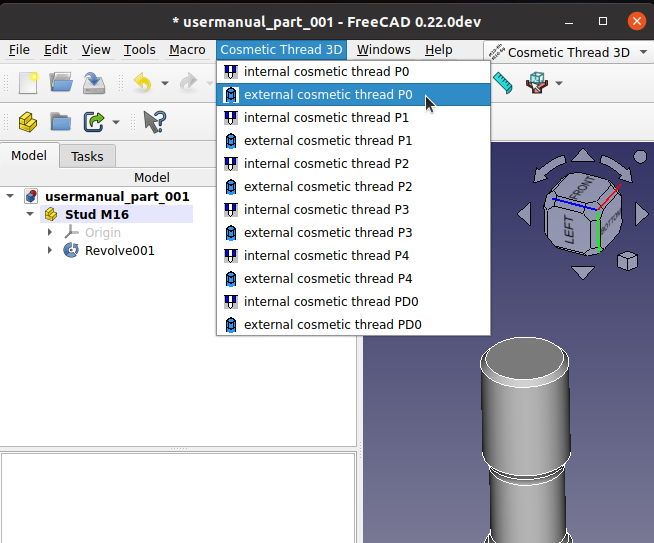 * usermanual_part_001 - FreeCAD 0.22.0dev
File Edit View Tools Macro Cosmetic Thread 3D Windows Help Cosmetic Thread 3D
internal cosmetic thread P0
external cosmetic thread P0
internal cosmetic thread P1
external cosmetic thread P1
internal cosmetic thread P2
external cosmetic thread P2
internal cosmetic thread P3
external cosmetic thread P3
internal cosmetic thread P4
external cosmetic thread P4
internal cosmetic thread PD0
external cosmetic thread PD0
Model Tasks
Model
usermanual_part_001
Stud M16
Origin
Revolve001
FRONT
LEFT
BOTTOM